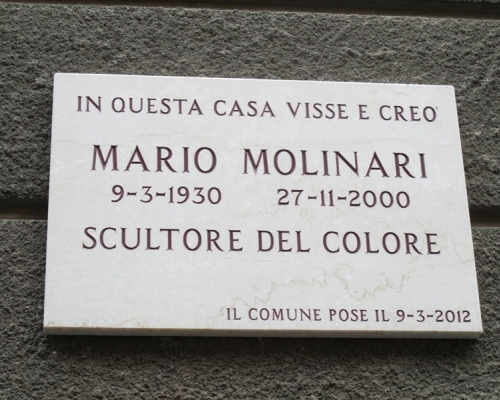 IN QUESTA CASA VISSE E CREO'
MARIO MOLINARI
9-3-1930 27-11-2000
SCULTORE DEL COLORE
IL COMUNE POSE IL 9-3-2012